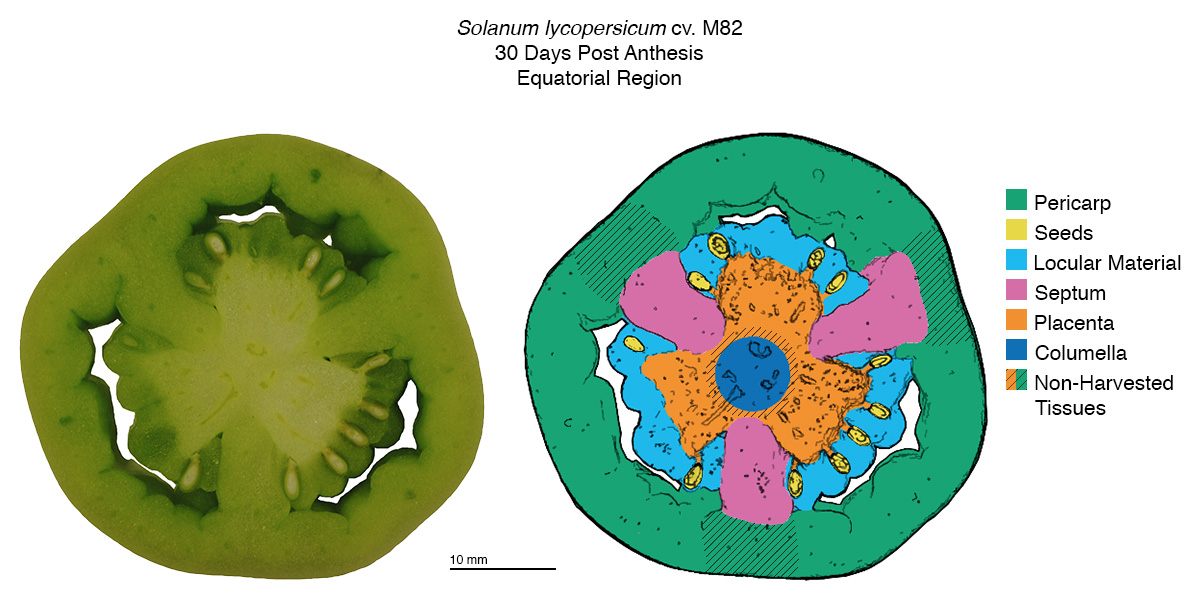 Solanum lycopersicum cv. M82
30 Days Post Anthesis
Equatorial Region
Pericarp
Seeds
Locular Material
Septum
Placenta
Columella
Non-Harvested
Tissues
10 mm